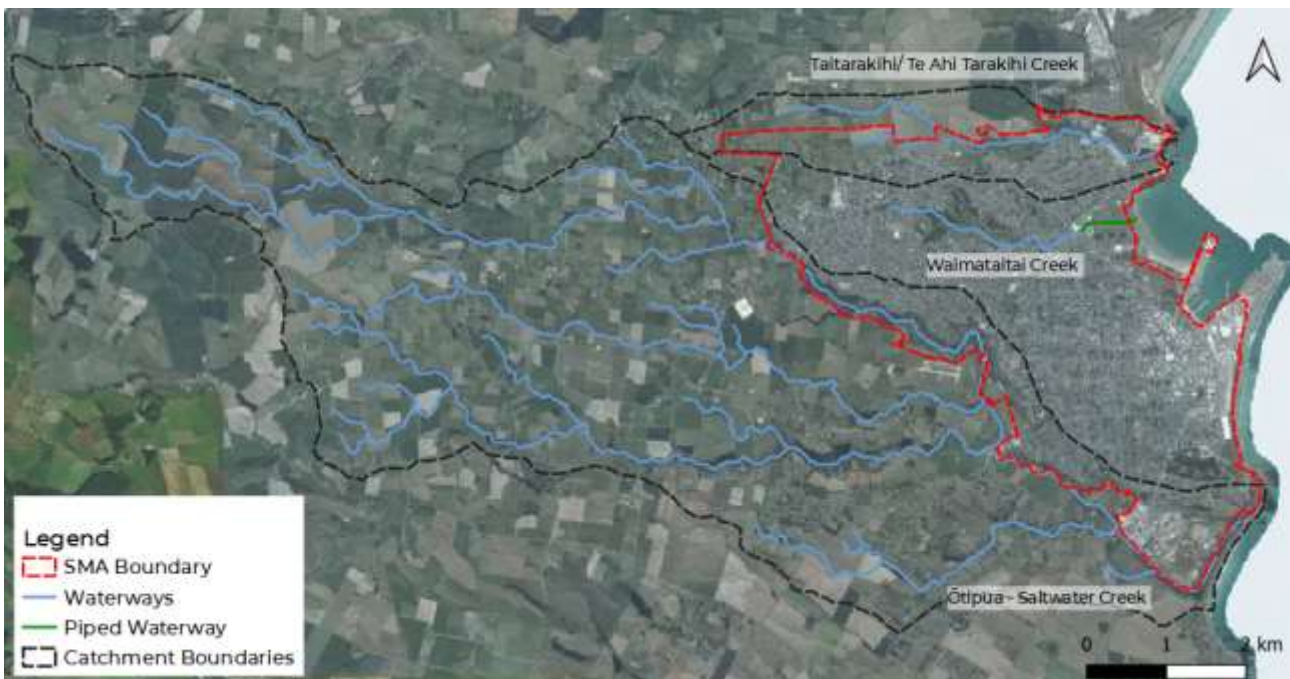 Taitarakihi/ Te Ahi Tarakihi Creek
Waimataitai Creek
Ōtipua - Saltwater Creek
Legend
SMA Boundary
Waterways
Piped Waterway
Catchment Boundaries
0 1 2 km